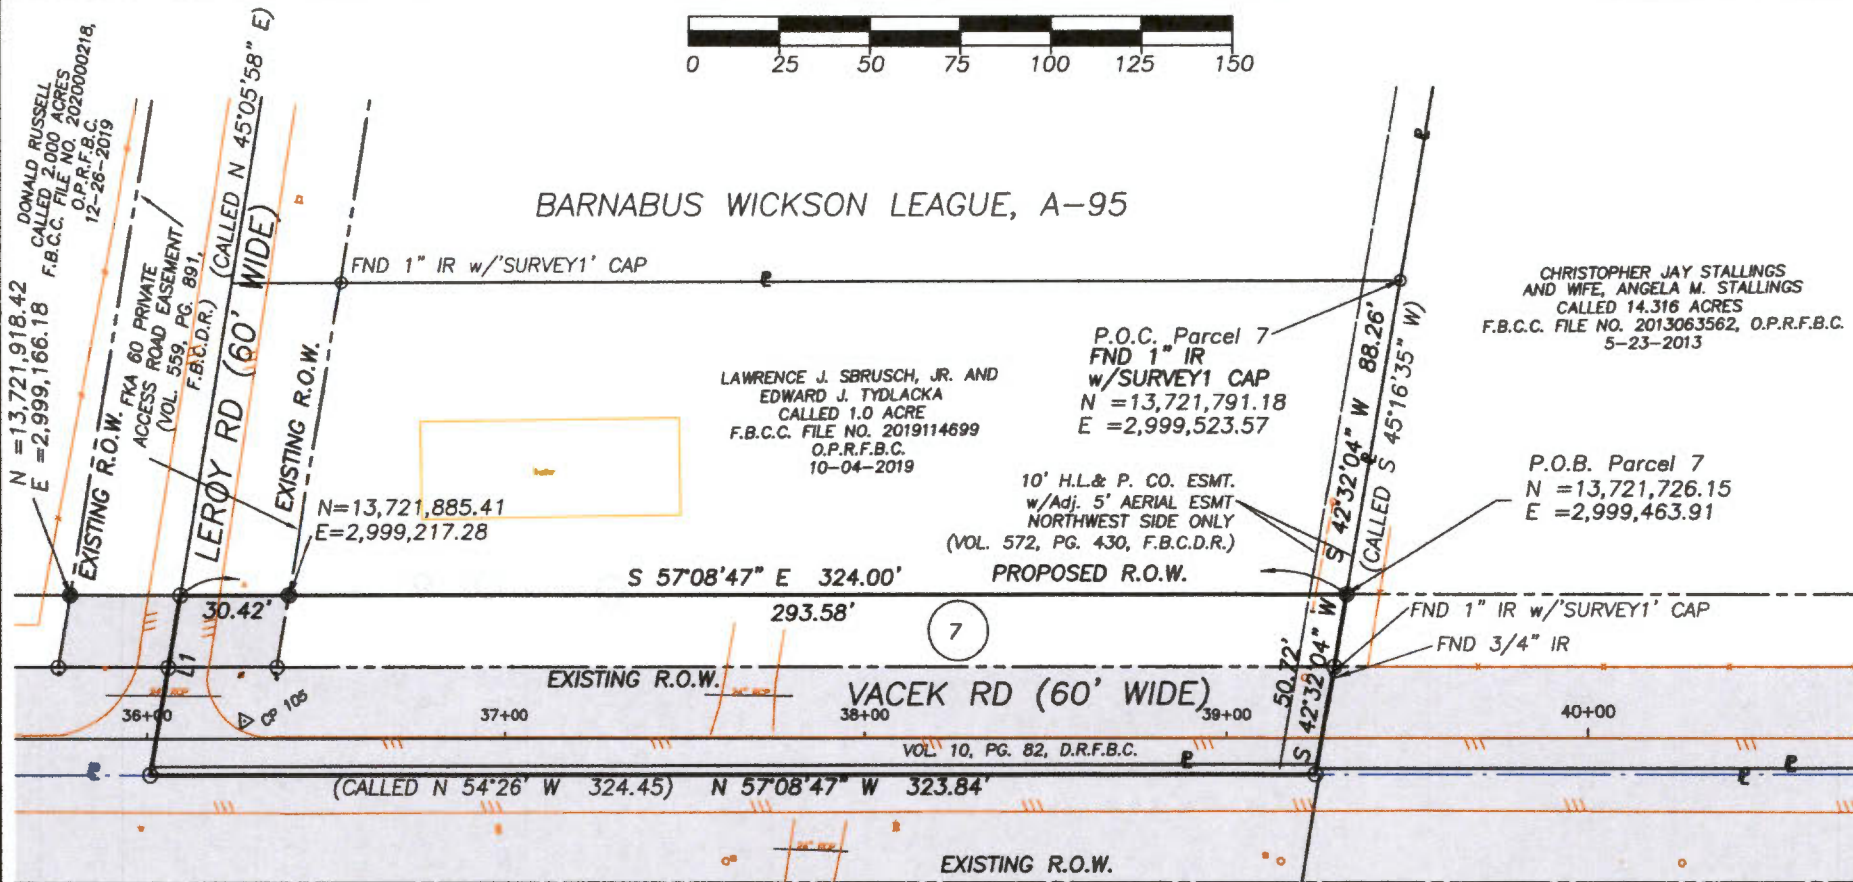 0 25 50 75 100 125 150
DONALD RUSSELL
CALLED 2.000 ACRES
F.B.C.C. FILE NO. 2020000218,
O.P.R.F.B.C.
12-26-2019
N =13,721,918.42
E =2,999,166.18
EXISTING R.O.W.
FKA 60 PRIVATE
ACCESS ROAD EASEMENT
(VOL. 559, PG. 891,
F.B.C.D.R.)
(CALLED N 45°05'58" E)
LEROY RD (60' WIDE)
EXISTING R.O.W.
BARNABUS WICKSON LEAGUE, A-95
FND 1" IR w/'SURVEY1' CAP
LAWRENCE J. SBRUSCH, JR. AND
EDWARD J. TYDLACKA
CALLED 1.0 ACRE
F.B.C.C. FILE NO. 2019114699
O.P.R.F.B.C.
10-04-2019
P.O.C. Parcel 7
FND 1" IR
w/SURVEY1 CAP
N =13,721,791.18
E =2,999,523.57
CHRISTOPHER JAY STALLINGS
AND WIFE, ANGELA M. STALLINGS
CALLED 14.316 ACRES
F.B.C.C. FILE NO. 2013063562, O.P.R.F.B.C.
5-23-2013
S 42°32'04" W 88.26'
(CALLED S 45°16'35" W)
10' H.L.& P. CO. ESMT.
w/Adj. 5' AERIAL ESMT
NORTHWEST SIDE ONLY
(VOL. 572, PG. 430, F.B.C.D.R.)
P.O.B. Parcel 7
N =13,721,726.15
E =2,999,463.91
N=13,721,885.41
E=2,999,217.28
S 57°08'47" E 324.00'
PROPOSED R.O.W.
30.42'
293.58'
7
FND 1" IR w/'SURVEY1' CAP
FND 3/4" IR
L1
50.72'
S 42°32'04" W
EXISTING R.O.W.
VACEK RD (60' WIDE)
24" RCP
24" RCP
CP 105
36+00
37+00
38+00
39+00
40+00
VOL. 10, PG. 82, D.R.F.B.C.
(CALLED N 54°26' W 324.45) N 57°08'47" W 323.84'
24" RCP
EXISTING R.O.W.